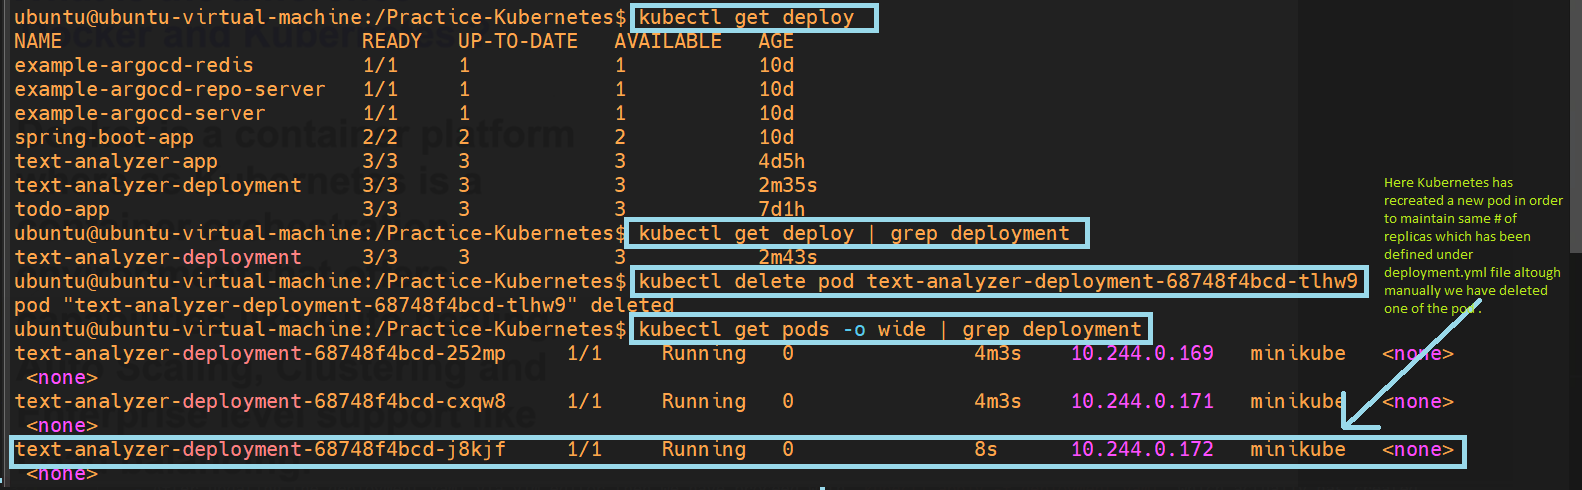 ubuntu@ubuntu-virtual-machine:/Practice-Kubernetes$ kubectl get deploy
NAME READY UP-TO-DATE AVAILABLE AGE
example-argocd-redis 1/1 1 1 10d
example-argocd-repo-server 1/1 1 1 10d
example-argocd-server 1/1 1 1 10d
spring-boot-app 2/2 2 2 10d
text-analyzer-app 3/3 3 3 4d5h
text-analyzer-deployment 3/3 3 3 2m35s
todo-app 3/3 3 3 7d1h
ubuntu@ubuntu-virtual-machine:/Practice-Kubernetes$ kubectl get deploy | grep deployment
text-analyzer-deployment 3/3 3 3 2m43s
ubuntu@ubuntu-virtual-machine:/Practice-Kubernetes$ kubectl delete pod text-analyzer-deployment-68748f4bcd-tlhw9
pod "text-analyzer-deployment-68748f4bcd-tlhw9" deleted
ubuntu@ubuntu-virtual-machine:/Practice-Kubernetes$ kubectl get pods -o wide | grep deployment
text-analyzer-deployment-68748f4bcd-252mp 1/1 Running 0 4m3s 10.244.0.169 minikube <none>
<none>
text-analyzer-deployment-68748f4bcd-cxqw8 1/1 Running 0 4m3s 10.244.0.171 minikube <none>
<none>
text-analyzer-deployment-68748f4bcd-j8kjf 1/1 Running 0 8s 10.244.0.172 minikube <none>
<none>
Here Kubernetes has
recreated a new pod in order
to maintain same # of
replicas which has been
defined under
deployment.yml file altough
manually we have deleted
one of the pod .